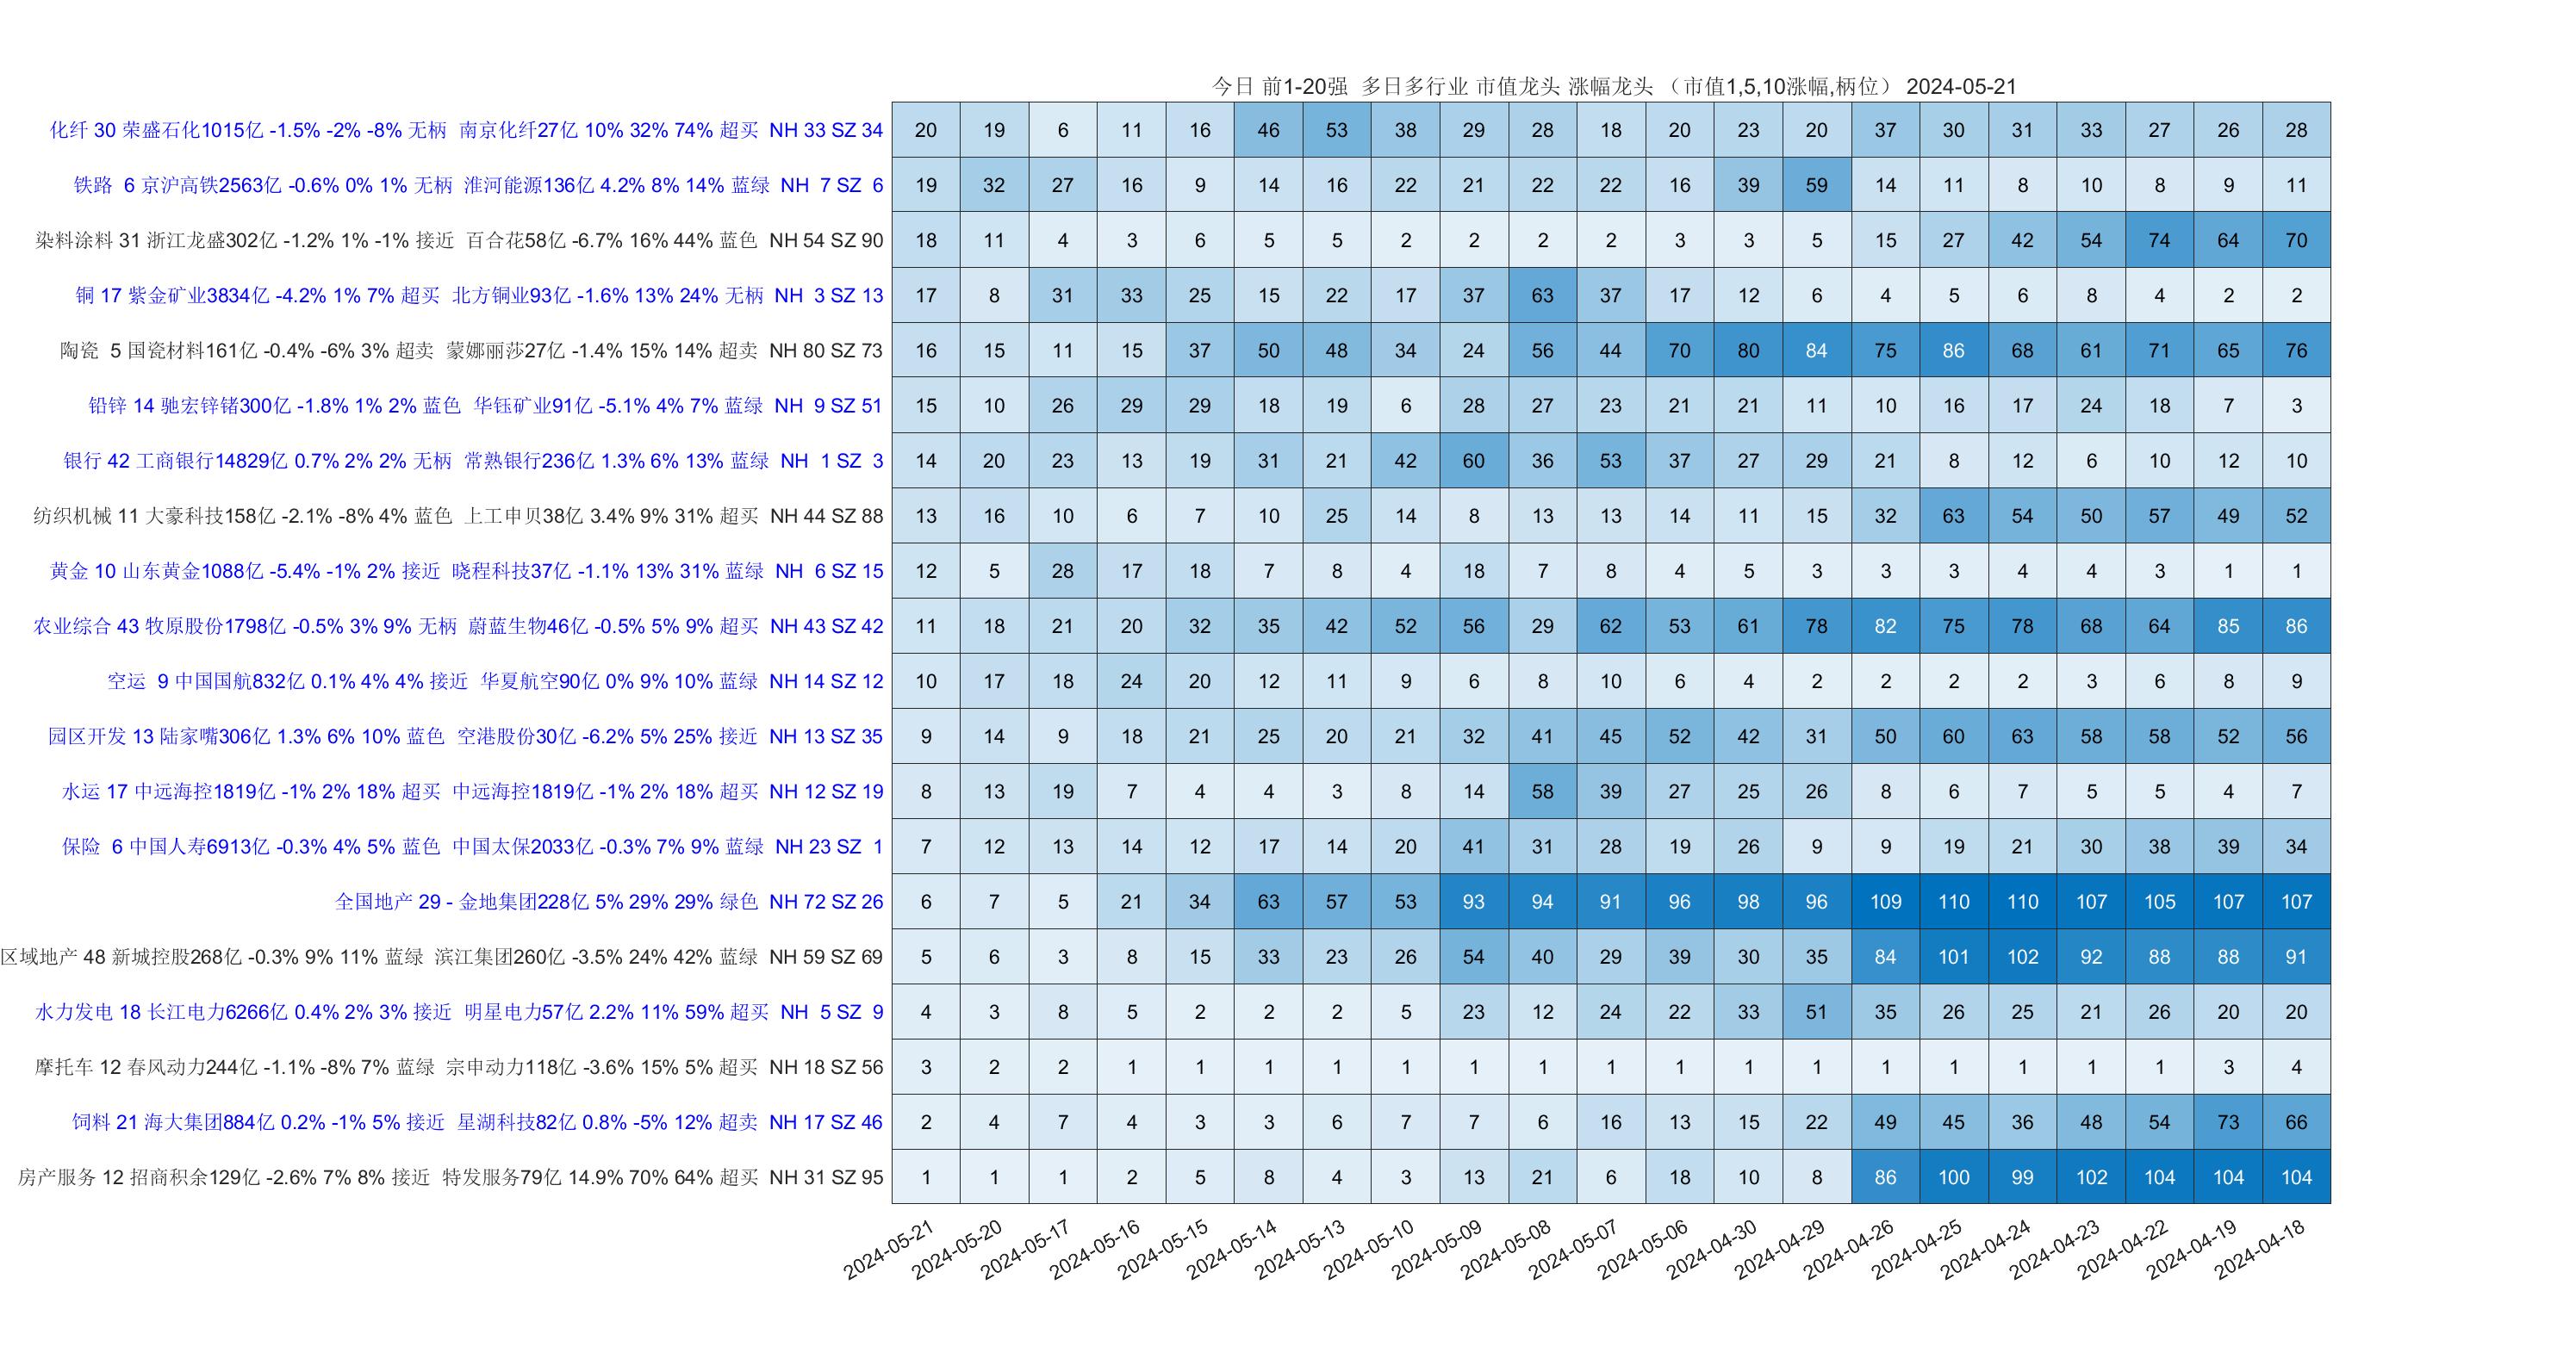 今日 前1-20强 多日多行业 市值龙头 涨幅龙头 （市值1,5,10涨幅,柄位） 2024-05-21
化纤 30 荣盛石化1015亿 -1.5% -2% -8% 无柄 南京化纤27亿 10% 32% 74% 超买 NH 33 SZ 34 20 19 6 11 16 46 53 38 29 28 18 20 23 20 37 30 31 33 27 26 28
铁路 6 京沪高铁2563亿 -0.6% 0% 1% 无柄 淮河能源136亿 4.2% 8% 14% 蓝绿 NH 7 SZ 6 19 32 27 16 9 14 16 22 21 22 22 16 39 59 14 11 8 10 8 9 11
染料涂料 31 浙江龙盛302亿 -1.2% 1% -1% 接近 百合花58亿 -6.7% 16% 44% 蓝色 NH 54 SZ 90 18 11 4 3 6 5 5 2 2 2 2 3 3 5 15 27 42 54 74 64 70
铜 17 紫金矿业3834亿 -4.2% 1% 7% 超买 北方铜业93亿 -1.6% 13% 24% 无柄 NH 3 SZ 13 17 8 31 33 25 15 22 17 37 63 37 17 12 6 4 5 6 8 4 2 2
陶瓷 5 国瓷材料161亿 -0.4% -6% 3% 超卖 蒙娜丽莎27亿 -1.4% 15% 14% 超卖 NH 80 SZ 73 16 15 11 15 37 50 48 34 24 56 44 70 80 84 75 86 68 61 71 65 76
铅锌 14 驰宏锌锗300亿 -1.8% 1% 2% 蓝色 华钰矿业91亿 -5.1% 4% 7% 蓝绿 NH 9 SZ 51 15 10 26 29 29 18 19 6 28 27 23 21 21 11 10 16 17 24 18 7 3
银行 42 工商银行14829亿 0.7% 2% 2% 无柄 常熟银行236亿 1.3% 6% 13% 蓝绿 NH 1 SZ 3 14 20 23 13 19 31 21 42 60 36 53 37 27 29 21 8 12 6 10 12 10
纺织机械 11 大豪科技158亿 -2.1% -8% 4% 蓝色 上工申贝38亿 3.4% 9% 31% 超买 NH 44 SZ 88 13 16 10 6 7 10 25 14 8 13 13 14 11 15 32 63 54 50 57 49 52
黄金 10 山东黄金1088亿 -5.4% -1% 2% 接近 晓程科技37亿 -1.1% 13% 31% 蓝绿 NH 6 SZ 15 12 5 28 17 18 7 8 4 18 7 8 4 5 3 3 3 4 4 3 1 1
农业综合 43 牧原股份1798亿 -0.5% 3% 9% 无柄 蔚蓝生物46亿 -0.5% 5% 9% 超买 NH 43 SZ 42 11 18 21 20 32 35 42 52 56 29 62 53 61 78 82 75 78 68 64 85 86
空运 9 中国国航832亿 0.1% 4% 4% 接近 华夏航空90亿 0% 9% 10% 蓝绿 NH 14 SZ 12 10 17 18 24 20 12 11 9 6 8 10 6 4 2 2 2 2 3 6 8 9
园区开发 13 陆家嘴306亿 1.3% 6% 10% 蓝色 空港股份30亿 -6.2% 5% 25% 接近 NH 13 SZ 35 9 14 9 18 21 25 20 21 32 41 45 52 42 31 50 60 63 58 58 52 56
水运 17 中远海控1819亿 -1% 2% 18% 超买 中远海控1819亿 -1% 2% 18% 超买 NH 12 SZ 19 8 13 19 7 4 4 3 8 14 58 39 27 25 26 8 6 7 5 5 4 7
保险 6 中国人寿6913亿 -0.3% 4% 5% 蓝色 中国太保2033亿 -0.3% 7% 9% 蓝绿 NH 23 SZ 1 7 12 13 14 12 17 14 20 41 31 28 19 26 9 9 19 21 30 38 39 34
全国地产 29 - 金地集团228亿 5% 29% 29% 绿色 NH 72 SZ 26 6 7 5 21 34 63 57 53 93 94 91 96 98 96 109 110 110 107 105 107 107
区域地产 48 新城控股268亿 -0.3% 9% 11% 蓝绿 滨江集团260亿 -3.5% 24% 42% 蓝绿 NH 59 SZ 69 5 6 3 8 15 33 23 26 54 40 29 39 30 35 84 101 102 92 88 88 91
水力发电 18 长江电力6266亿 0.4% 2% 3% 接近 明星电力57亿 2.2% 11% 59% 超买 NH 5 SZ 9 4 3 8 5 2 2 2 5 23 12 24 22 33 51 35 26 25 21 26 20 20
摩托车 12 春风动力244亿 -1.1% -8% 7% 蓝绿 宗申动力118亿 -3.6% 15% 5% 超买 NH 18 SZ 56 3 2 2 1 1 1 1 1 1 1 1 1 1 1 1 1 1 1 1 3 4
饲料 21 海大集团884亿 0.2% -1% 5% 接近 星湖科技82亿 0.8% -5% 12% 超卖 NH 17 SZ 46 2 4 7 4 3 3 6 7 7 6 16 13 15 22 49 45 36 48 54 73 66
房产服务 12 招商积余129亿 -2.6% 7% 8% 接近 特发服务79亿 14.9% 70% 64% 超买 NH 31 SZ 95 1 1 1 2 5 8 4 3 13 21 6 18 10 8 86 100 99 102 104 104 104
2024-05-21 2024-05-20 2024-05-17 2024-05-16 2024-05-15 2024-05-14 2024-05-13 2024-05-10 2024-05-09 2024-05-08 2024-05-07 2024-05-06 2024-04-30 2024-04-29 2024-04-26 2024-04-25 2024-04-24 2024-04-23 2024-04-22 2024-04-19 2024-04-18